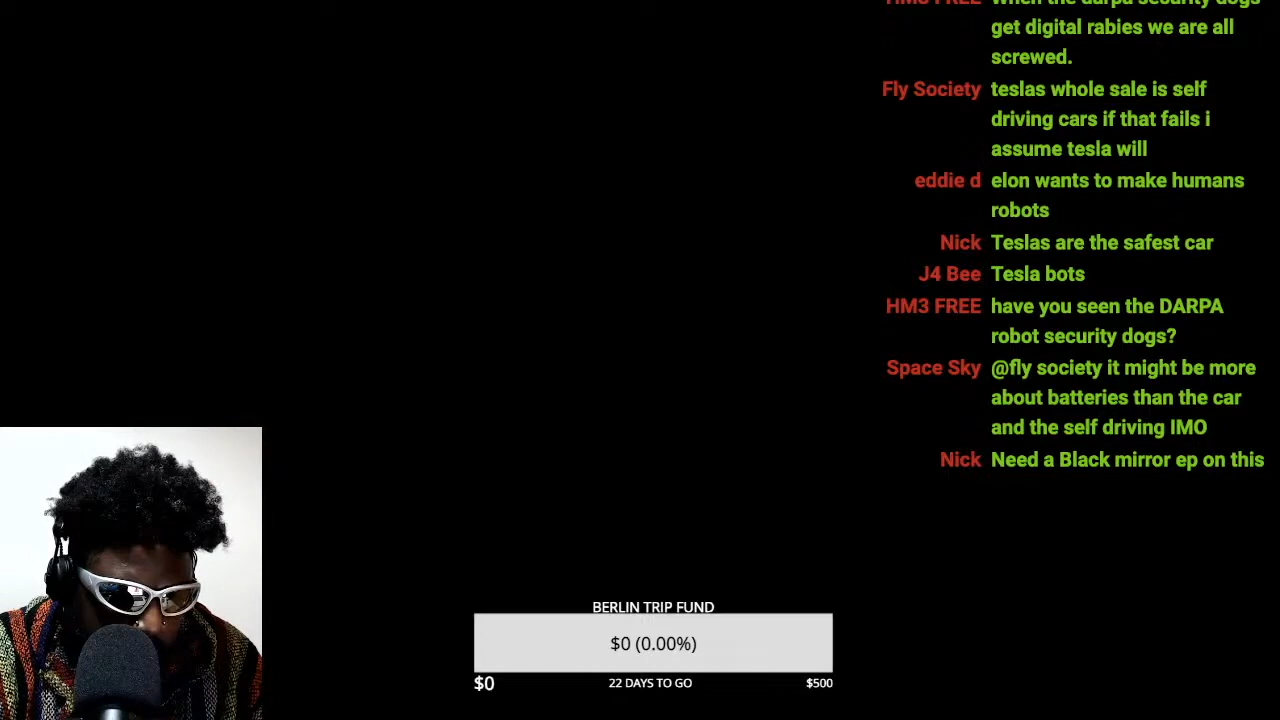 HM3 FREE When the darpa security dogs
get digital rabies we are all
screwed.
Fly Society teslas whole sale is self
driving cars if that fails i
assume tesla will
eddie d elon wants to make humans
robots
Nick Teslas are the safest car
J4 Bee Tesla bots
HM3 FREE have you seen the DARPA
robot security dogs?
Space Sky @fly society it might be more
about batteries than the car
and the self driving IMO
Nick Need a Black mirror ep on this
BERLIN TRIP FUND
$0 (0.00%)
$0 22 DAYS TO GO $500